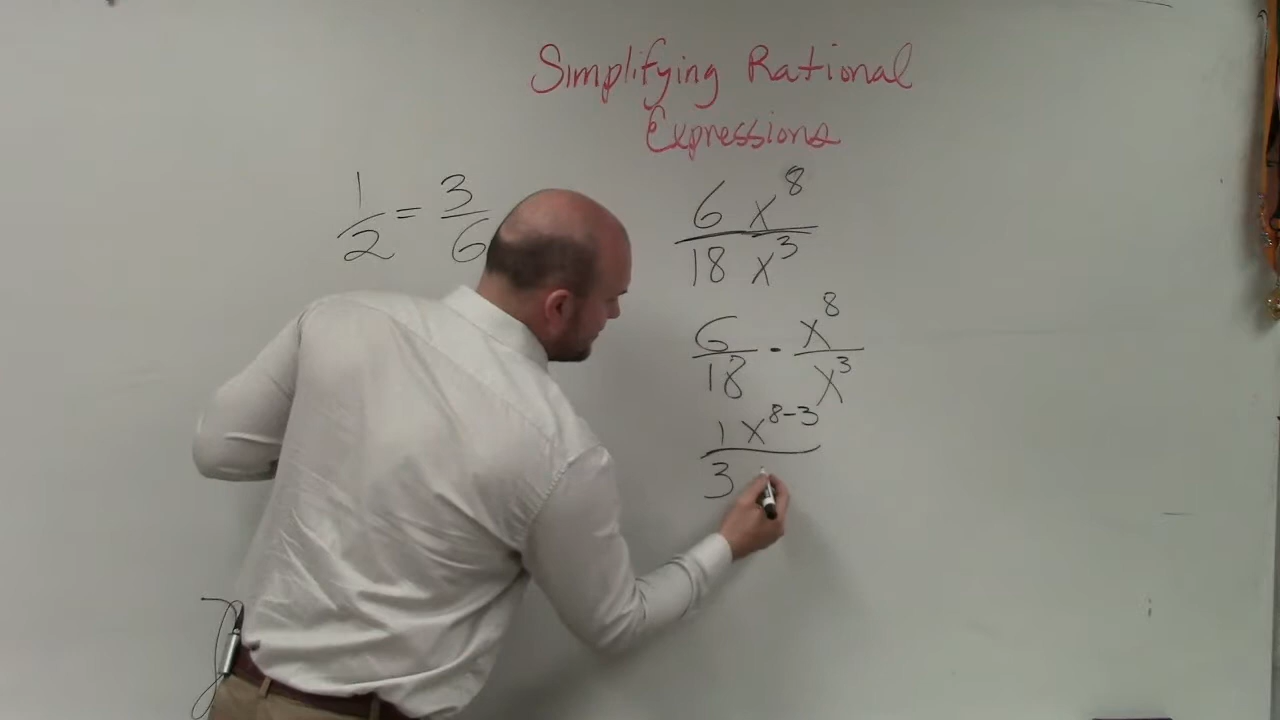 Simplifying Rational
Expressions
1/2 = 3/6
6 x^8 / 18 x^3
6/18 · x^8/x^3
1 x^(8-3) / 3